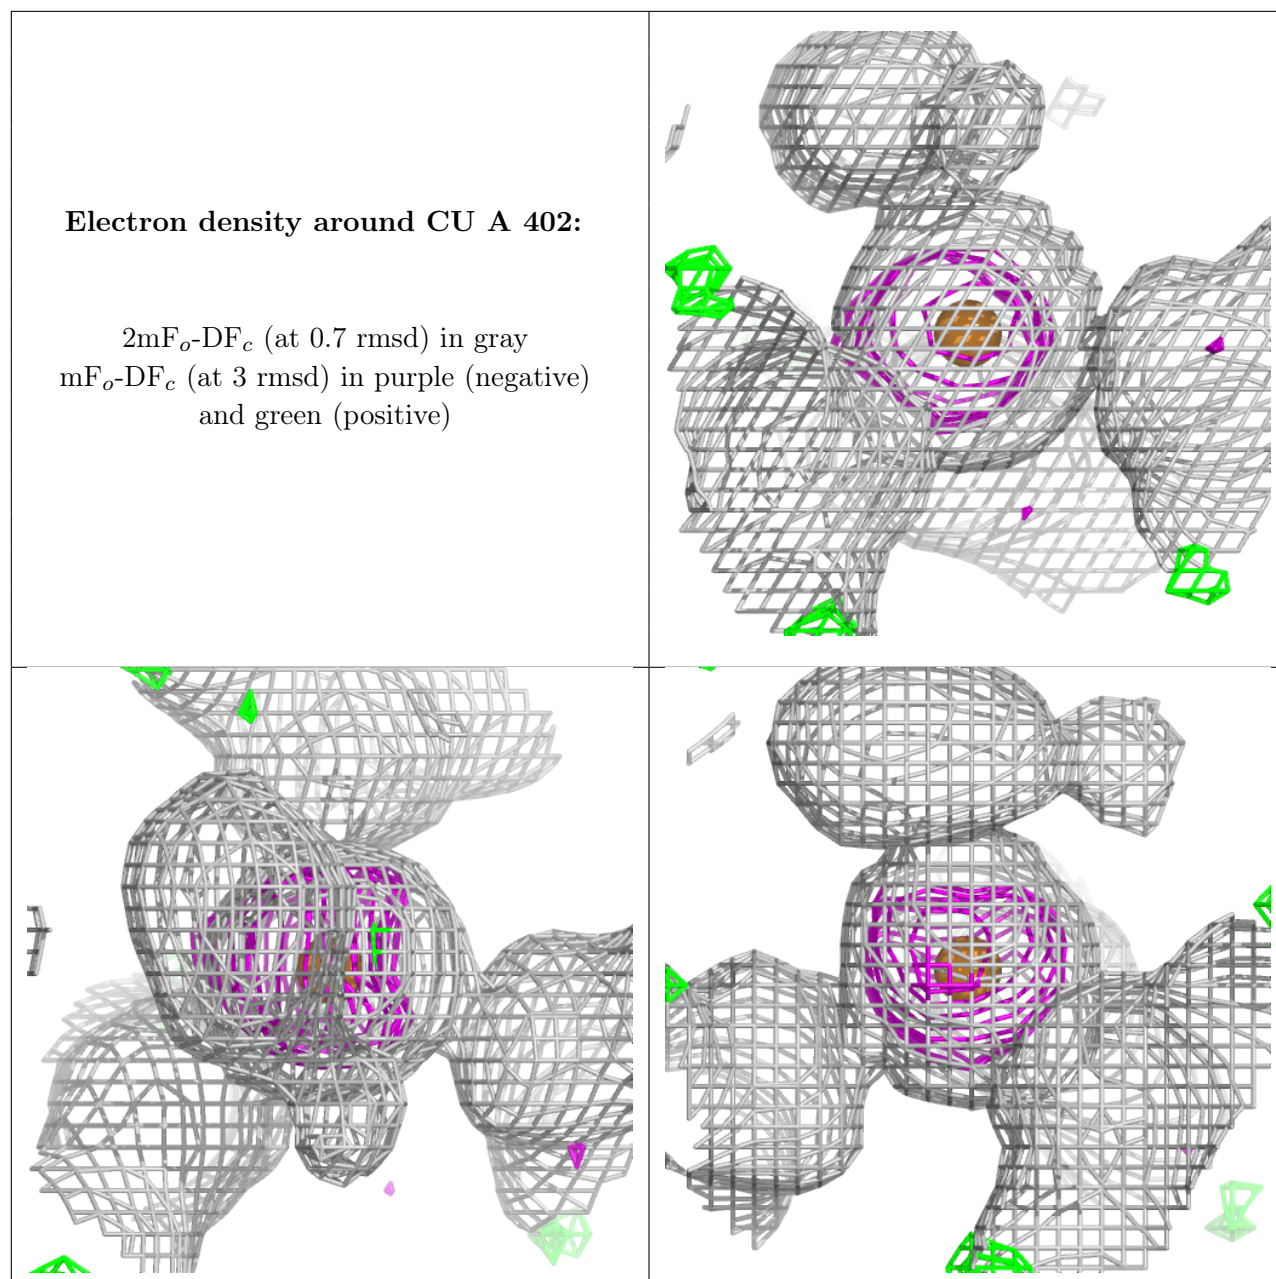 Electron density around CU A 402:
2mFo-DFc (at 0.7 rmsd) in gray
mFo-DFc (at 3 rmsd) in purple (negative)
and green (positive)